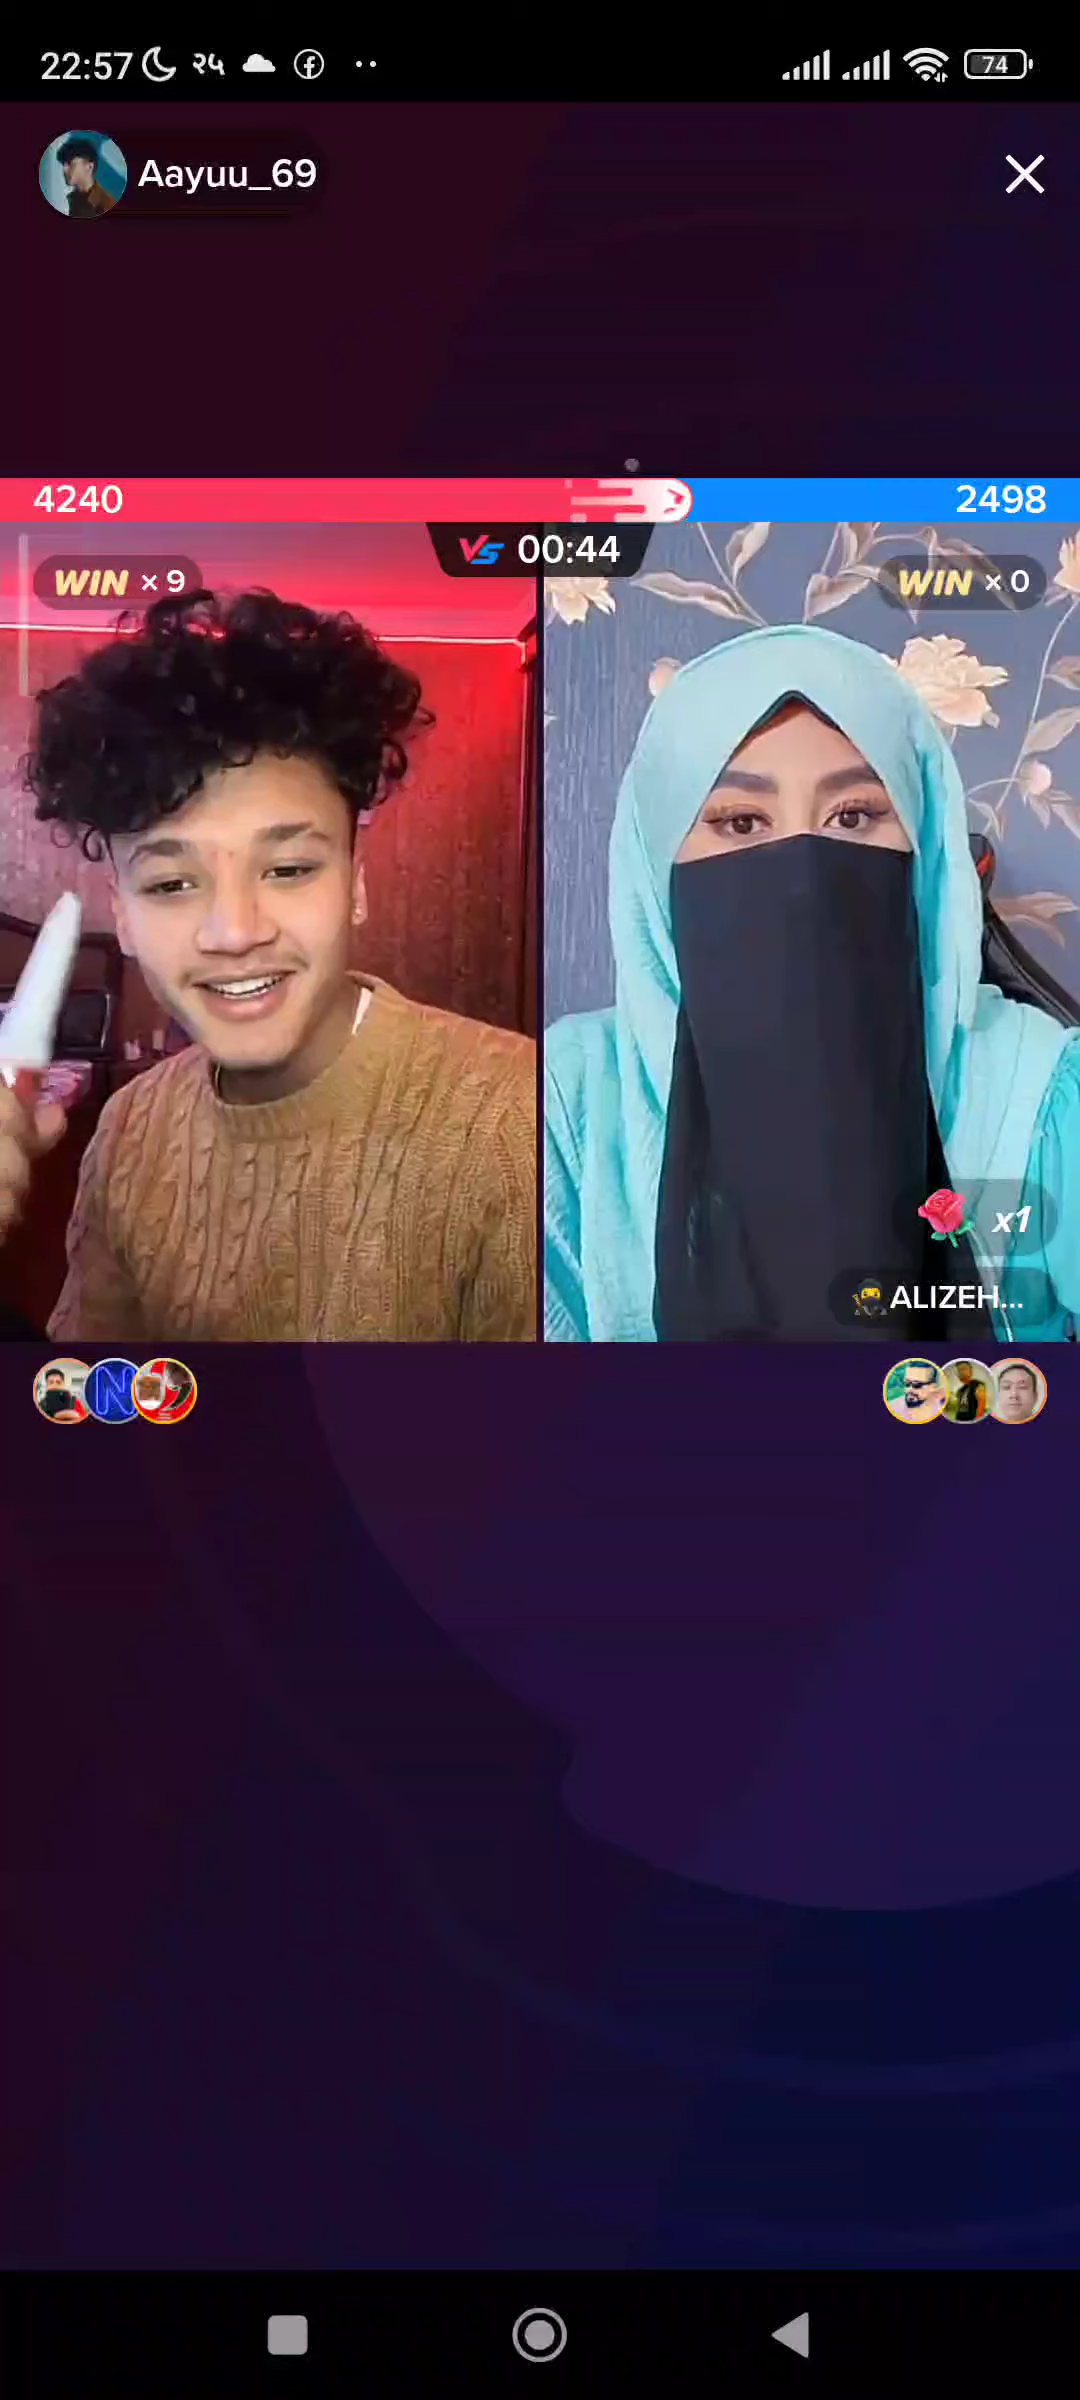 22:57 २५ 74
Aayuu_69
4240 2498
VS 00:44
WIN × 9 WIN × 0
x1
ALIZEH...
N